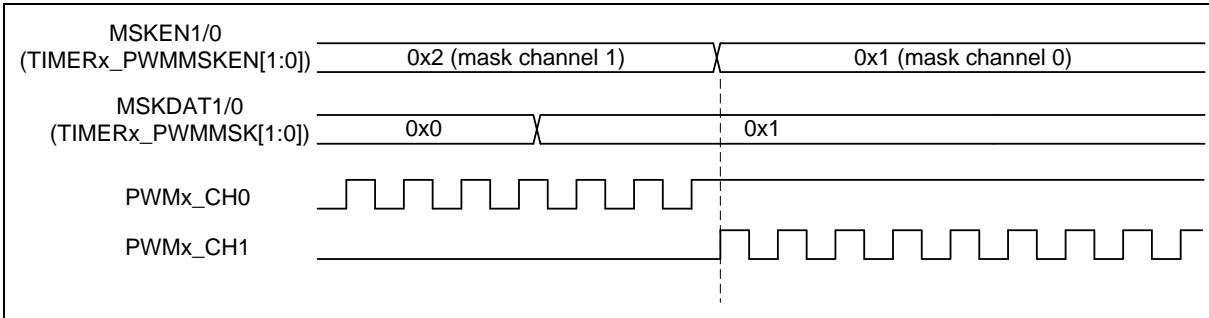 MSKEN1/0
(TIMERx_PWMMSKEN[1:0])
0x2 (mask channel 1)
0x1 (mask channel 0)
MSKDAT1/0
(TIMERx_PWMMSK[1:0])
0x0
0x1
PWMx_CH0
PWMx_CH1